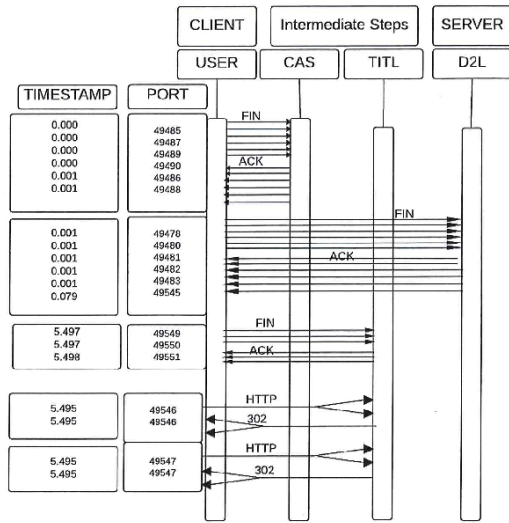 CLIENT Intermediate Steps SERVER
USER CAS TITL D2L
TIMESTAMP PORT
FIN
0.000 49485
0.000 49487
0.000 49489
0.000 49490
ACK
0.001 49486
0.001 49488
FIN
0.001 49478
0.001 49480
0.001 49481
ACK
0.001 49482
0.001 49483
0.079 49545
FIN
5.497 49549
5.497 49550
5.498 49551
ACK
HTTP
5.495 49546
5.495 49546
302
HTTP
5.495 49547
5.495 49547
302